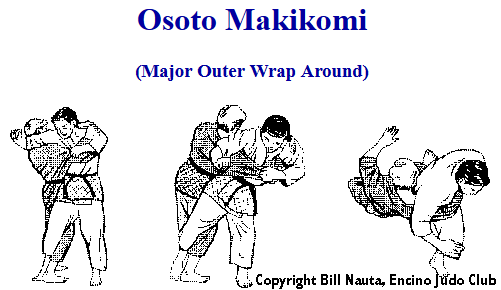 Osoto Makikomi
(Major Outer Wrap Around)
Copyright Bill Nauta, Encino Judo Club